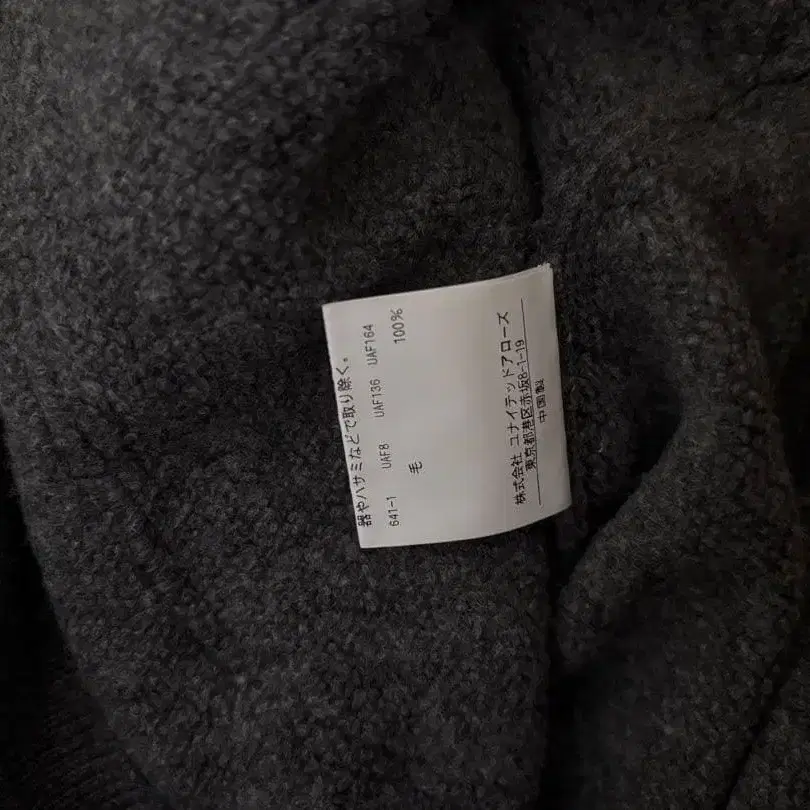 器やハサミなどで取り除く。
641-1 UAF8 UAF136 UAF164
毛 100%
株式会社 ユナイテッドアローズ
東京都港区赤坂8-1-19
中国製